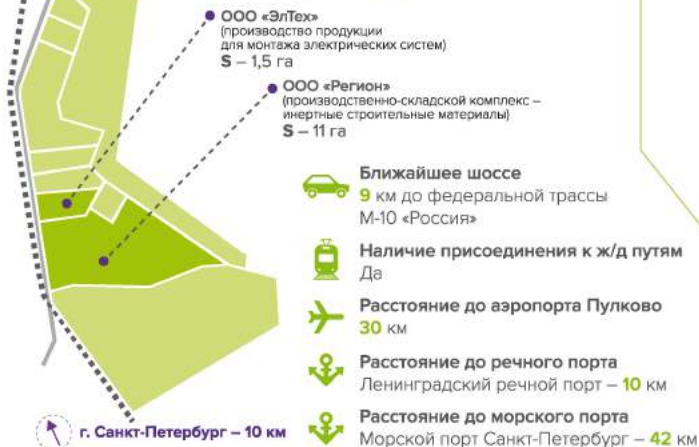 ООО «ЭлТех»
(производство продукции
для монтажа электрических систем)
S – 1,5 га
ООО «Регион»
(производственно-складской комплекс –
инертные строительные материалы)
S – 11 га
Ближайшее шоссе
9 км до федеральной трассы
М-10 «Россия»
Наличие присоединения к ж/д путям
Да
Расстояние до аэропорта Пулково
30 км
Расстояние до речного порта
Ленинградский речной порт – 10 км
Расстояние до морского порта
Морской порт Санкт-Петербург – 42 км
г. Санкт-Петербург – 10 км